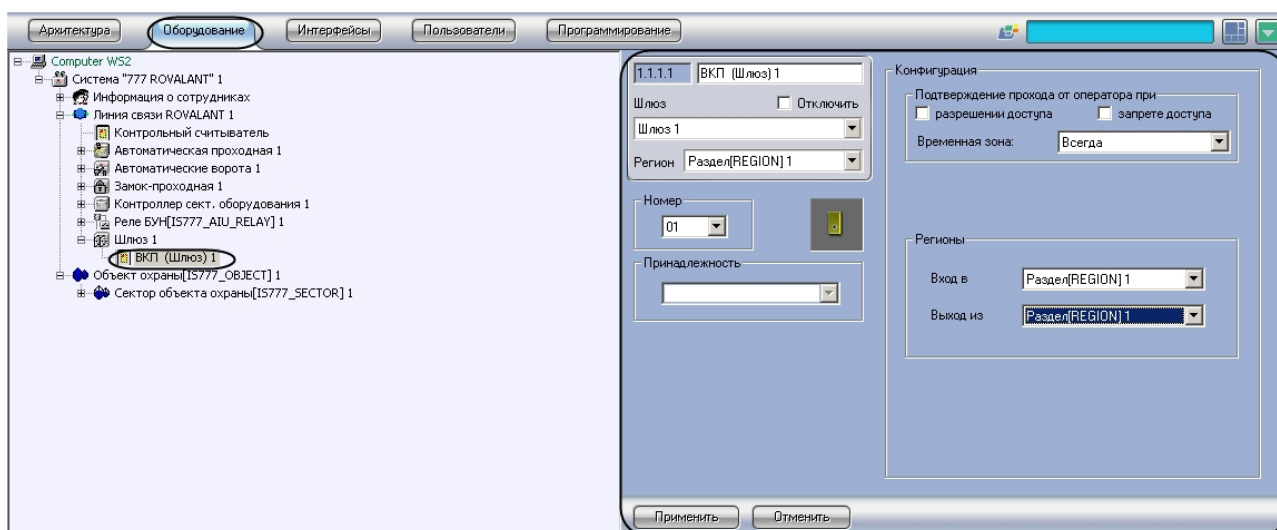 Архитектура Оборудование Интерфейсы Пользователи Программирование
Computer WS2
Система "777 ROVALANT" 1
Информация о сотрудниках
Линия связи ROVALANT 1
Контрольный считыватель
Автоматическая проходная 1
Автоматические ворота 1
Замок-проходная 1
Контроллер сект. оборудования 1
Реле БУН[IS777_AIU_RELAY] 1
Шлюз 1
ВКП (Шлюз) 1
Объект охраны[IS777_OBJECT] 1
Сектор объекта охраны[IS777_SECTOR] 1
1.1.1.1 ВКП (Шлюз) 1
Шлюз Отключить
Шлюз 1
Регион Раздел[REGION] 1
Номер
01
Принадлежность
Конфигурация
Подтверждение прохода от оператора при
разрешении доступа запрете доступа
Временная зона: Всегда
Регионы
Вход в Раздел[REGION] 1
Выход из Раздел[REGION] 1
Применить Отменить